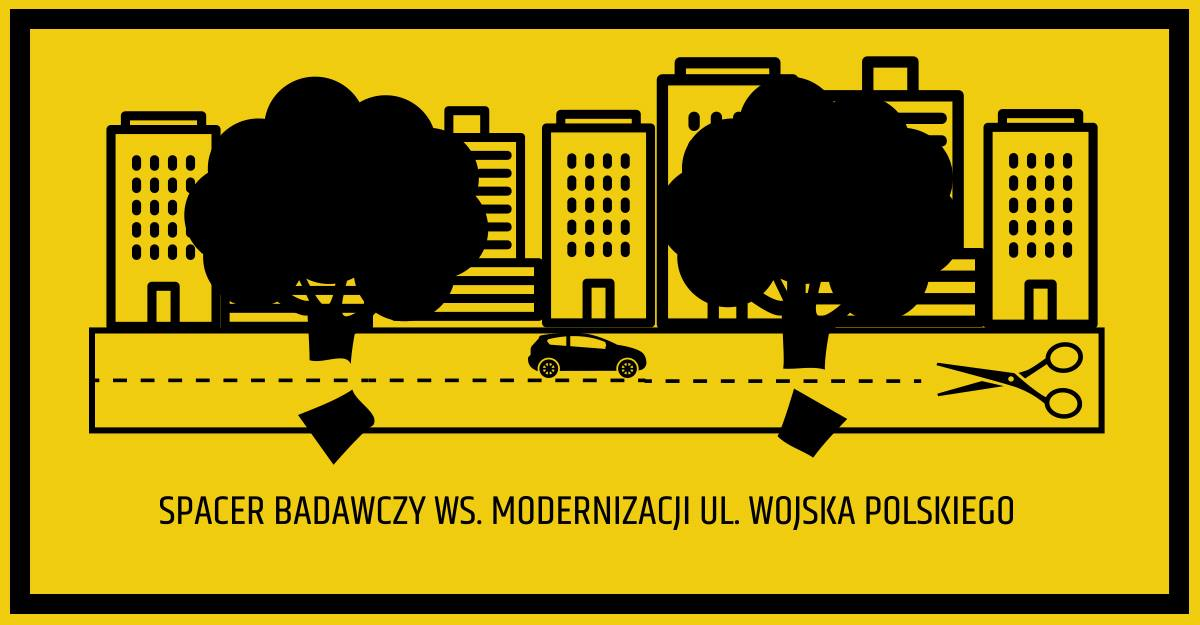 SPACER BADAWCZY WS. MODERNIZACJI UL. WOJSKA POLSKIEGO